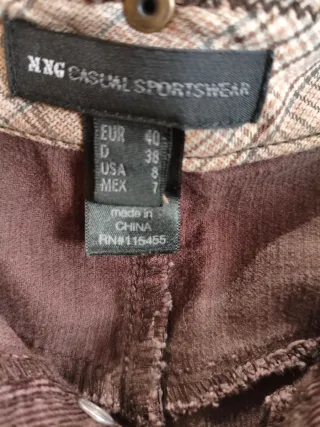 MNG CASUAL SPORTSWEAR
EUR 40
D 38
USA 8
MEX 7
made in
CHINA
RN#115455